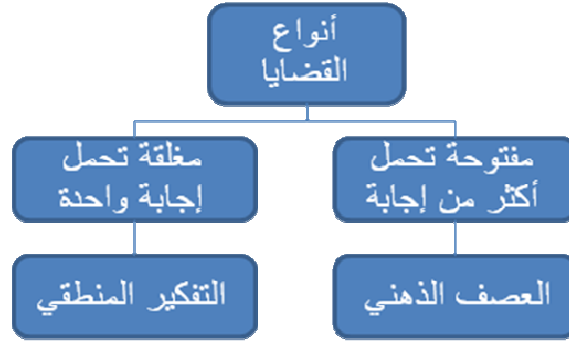 أنواع
القضايا
مفتوحة تحمل
أكثر من إجابة
مغلقة تحمل
إجابة واحدة
العصف الذهني
التفكير المنطقي